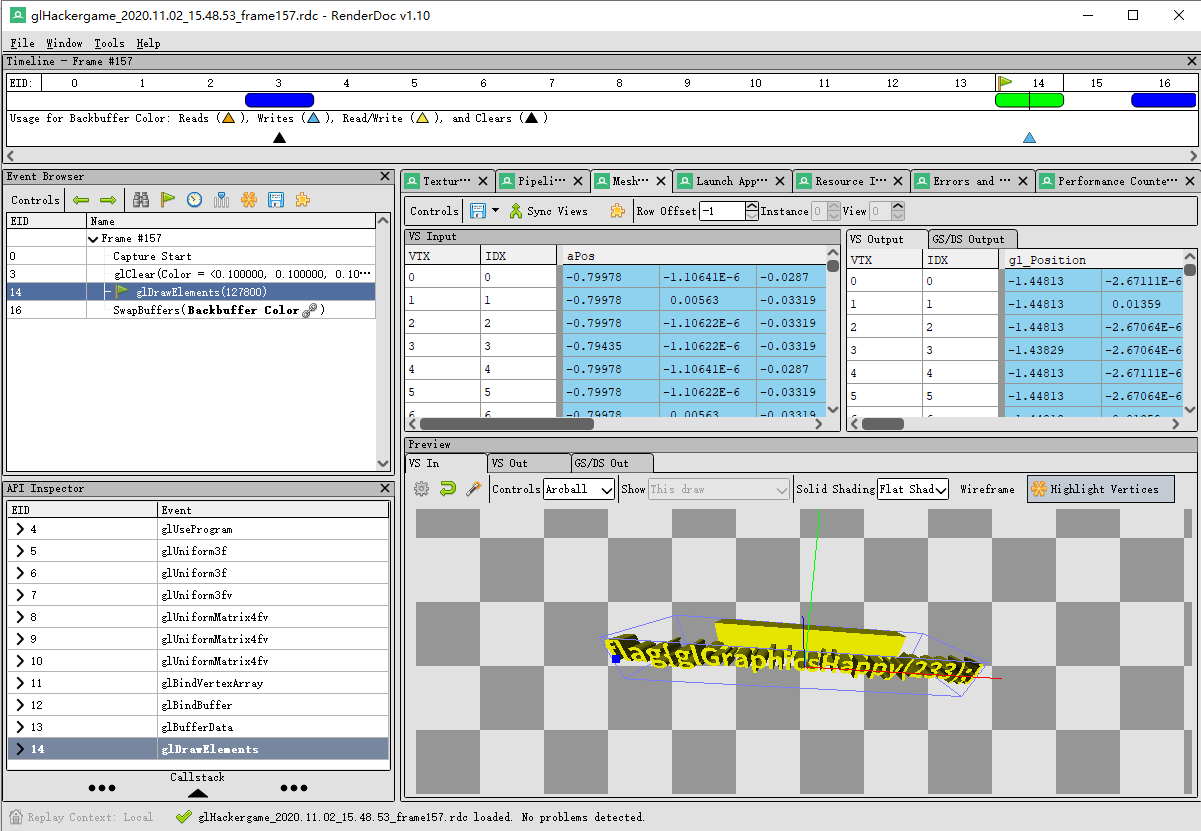 glHackergame_2020.11.02_15.48.53_frame157.rdc - RenderDoc v1.10
File Window Tools Help
Timeline - Frame #157
EID: 0 1 2 3 4 5 6 7 8 9 10 11 12 13 14 15 16
Usage for Backbuffer Color: Reads ( ), Writes ( ), Read/Write ( ), and Clears ( )
Event Browser
Controls
EID Name
Frame #157
0 Capture Start
3 glClear(Color = <0.100000, 0.100000, 0.10···
14 glDrawElements(127800)
16 SwapBuffers(Backbuffer Color )
API Inspector
EID Event
4 glUseProgram
5 glUniform3f
6 glUniform3f
7 glUniform3fv
8 glUniformMatrix4fv
9 glUniformMatrix4fv
10 glUniformMatrix4fv
11 glBindVertexArray
12 glBindBuffer
13 glBufferData
14 glDrawElements
Callstack
Textur··· Pipeli··· Mesh··· Launch App··· Resource I··· Errors and ··· Performance Counte···
Controls Sync Views Row Offset -1 Instance 0 View 0
VS Input
VTX IDX aPos
0 0 -0.79978 -1.10641E-6 -0.0287
1 1 -0.79978 0.00563 -0.03319
2 2 -0.79978 -1.10622E-6 -0.03319
3 3 -0.79435 -1.10622E-6 -0.03319
4 4 -0.79978 -1.10641E-6 -0.0287
5 5 -0.79978 -1.10622E-6 -0.03319
6 6 -0.79978 0.00563 -0.03319
VS Output GS/DS Output
VTX IDX gl_Position
0 0 -1.44813 -2.67111E-6
1 1 -1.44813 0.01359
2 2 -1.44813 -2.67064E-6
3 3 -1.43829 -2.67064E-6
4 4 -1.44813 -2.67111E-6
5 5 -1.44813 -2.67064E-6
Preview
VS In VS Out GS/DS Out
Controls Arcball Show This draw Solid Shading Flat Shad Wireframe Highlight Vertices
flag{glGraphicsHappy(233);
Replay Context: Local glHackergame_2020.11.02_15.48.53_frame157.rdc loaded. No problems detected.